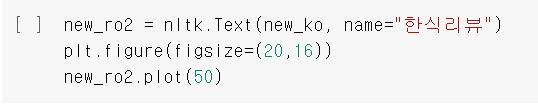 [ ] new_ro2 = nltk.Text(new_ko, name="한식리뷰")
plt.figure(figsize=(20,16))
new_ro2.plot(50)